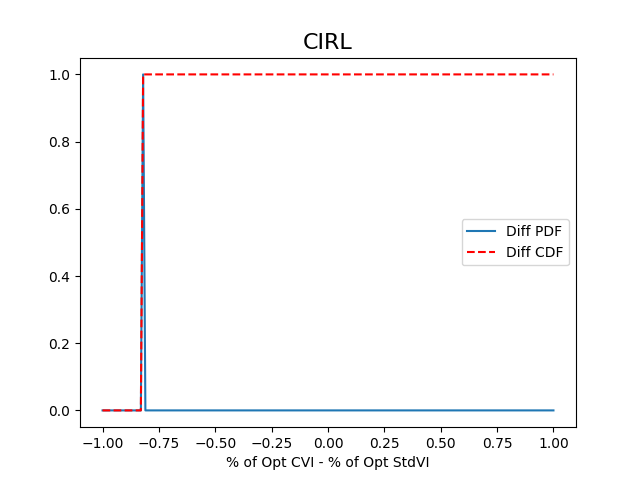 CIRL
1.0
0.8
0.6
0.4
0.2
0.0
Diff PDF
Diff CDF
−1.00 −0.75 −0.50 −0.25 0.00 0.25 0.50 0.75 1.00
% of Opt CVI - % of Opt StdVI